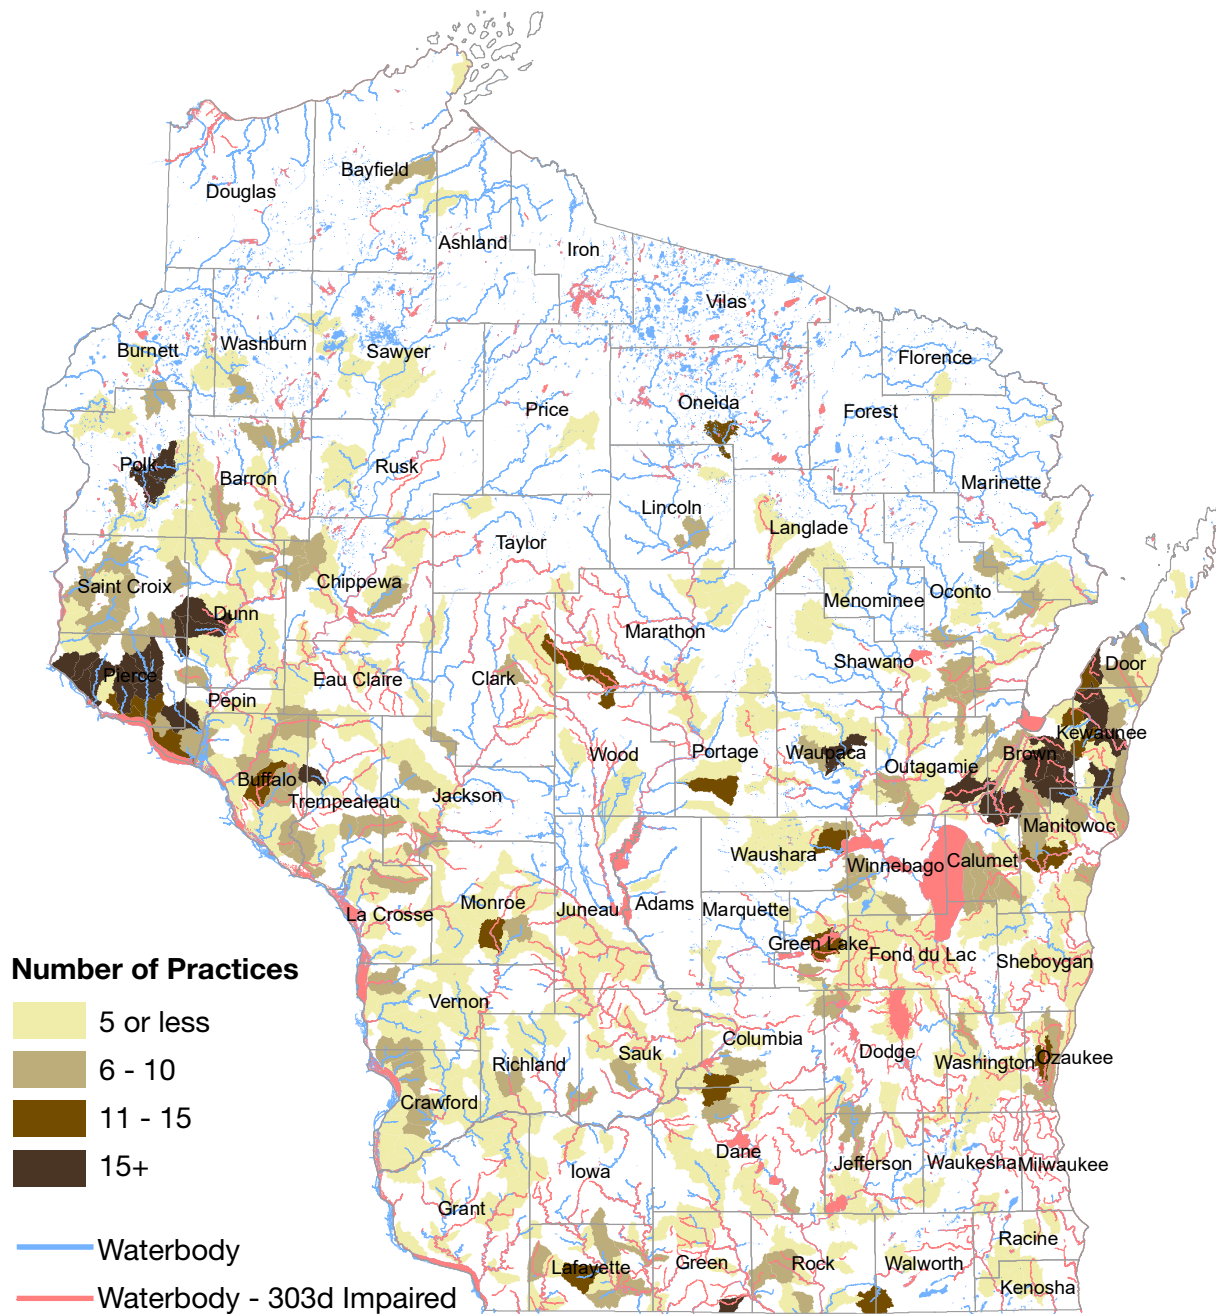 Bayfield
Douglas
Ashland
Iron
Vilas
Burnett
Washburn
Sawyer
Florence
Price
Oneida
Forest
Polk
Barron
Rusk
Marinette
Lincoln
Langlade
Taylor
Saint Croix
Chippewa
Dunn
Menominee
Oconto
Marathon
Shawano
Door
Pierce
Eau Claire
Clark
Pepin
Kewaunee
Wood
Portage
Waupaca
Brown
Outagamie
Buffalo
Trempealeau
Jackson
Manitowoc
Waushara
Winnebago
Calumet
La Crosse
Monroe
Juneau
Adams
Marquette
Green Lake
Fond du Lac
Sheboygan
Number of Practices
5 or less
6 - 10
11 - 15
15+
Vernon
Columbia
Richland
Sauk
Dodge
Washington
Ozaukee
Crawford
Dane
Iowa
Jefferson
Waukesha
Milwaukee
Grant
Lafayette
Green
Rock
Walworth
Racine
Kenosha
Waterbody
Waterbody - 303d Impaired